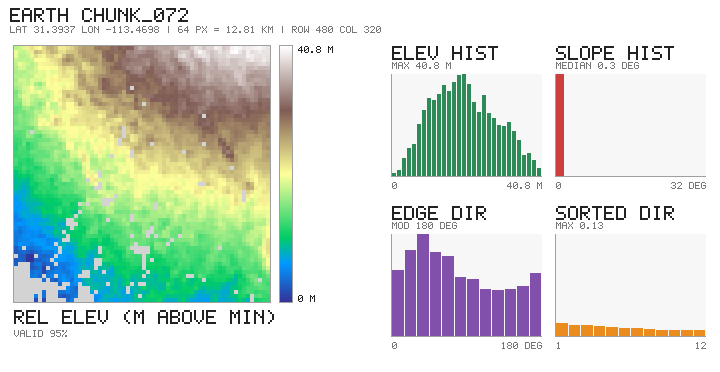 EARTH CHUNK_072
LAT 31.3937 LON -113.4698 | 64 PX = 12.81 KM | ROW 480 COL 320
40.8 M
0 M
REL ELEV (M ABOVE MIN)
VALID 95%
ELEV HIST
MAX 40.8 M
0 40.8 M
SLOPE HIST
MEDIAN 0.3 DEG
0 32 DEG
EDGE DIR
MOD 180 DEG
0 180 DEG
SORTED DIR
MAX 0.13
1 12